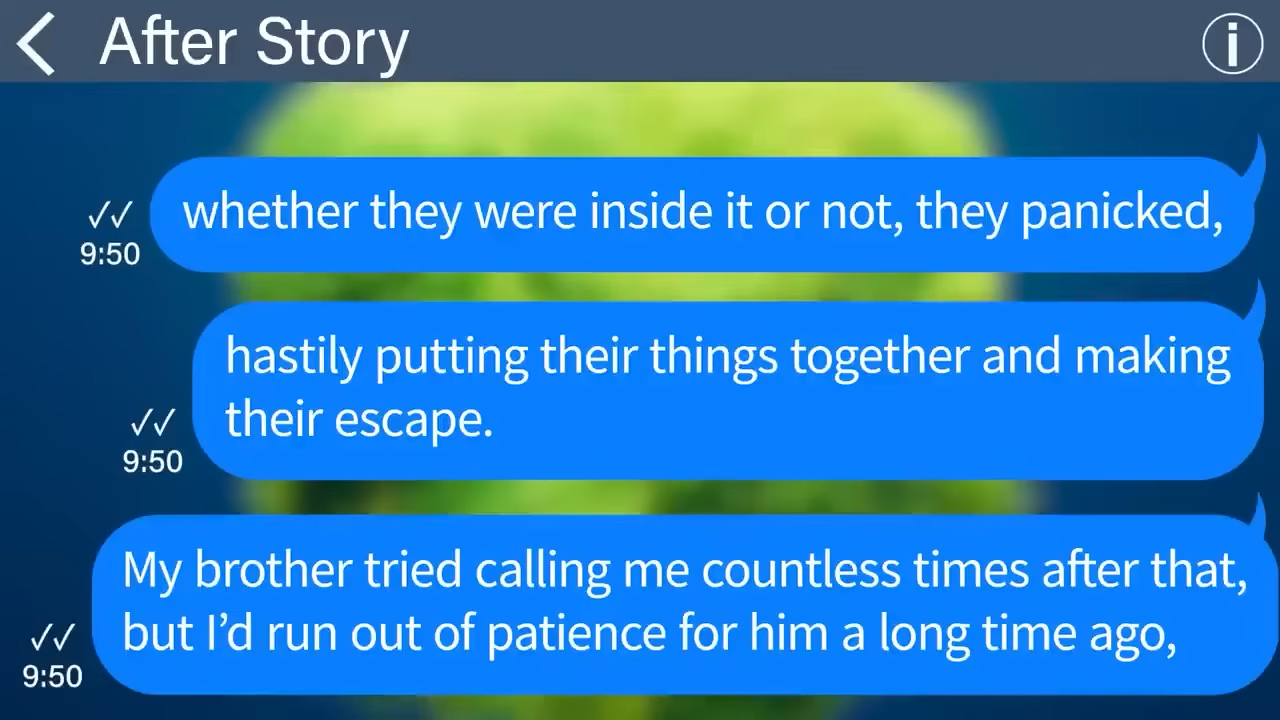 After Story
whether they were inside it or not, they panicked,
9:50
hastily putting their things together and making
their escape.
9:50
My brother tried calling me countless times after that,
but I’d run out of patience for him a long time ago,
9:50